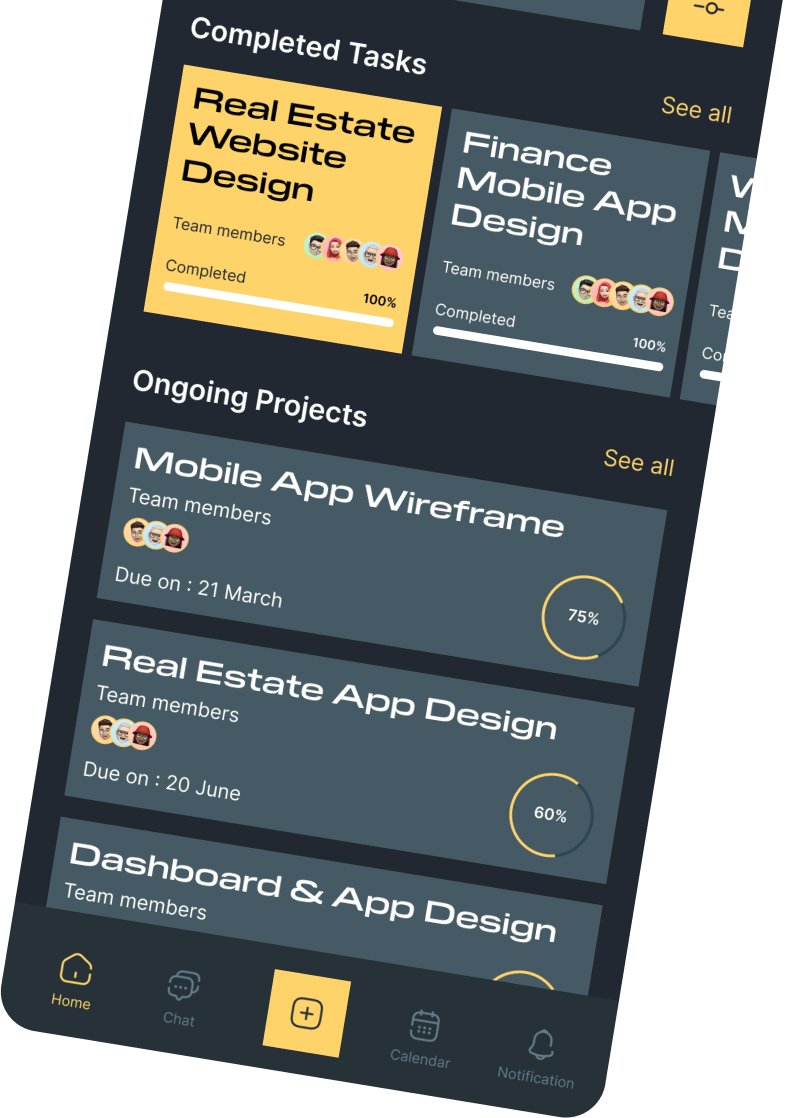 Completed Tasks
See all
Real Estate
Website
Design
Team members
Completed
100%
Finance
Mobile App
Design
Team members
Completed
100%
Ongoing Projects
See all
Mobile App Wireframe
Team members
Due on : 21 March
75%
Real Estate App Design
Team members
Due on : 20 June
60%
Dashboard & App Design
Team members
Home
Chat
Calendar
Notification